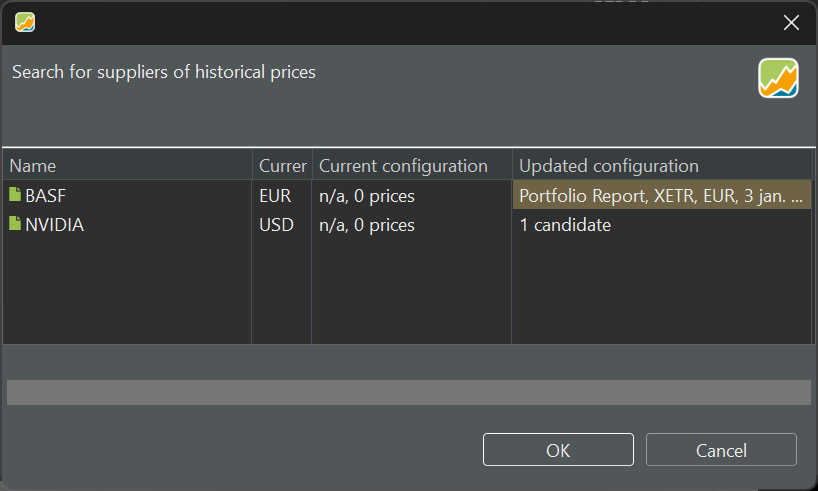 Search for suppliers of historical prices
Name Currer Current configuration Updated configuration
BASF EUR n/a, 0 prices Portfolio Report, XETR, EUR, 3 jan. ...
NVIDIA USD n/a, 0 prices 1 candidate
OK Cancel